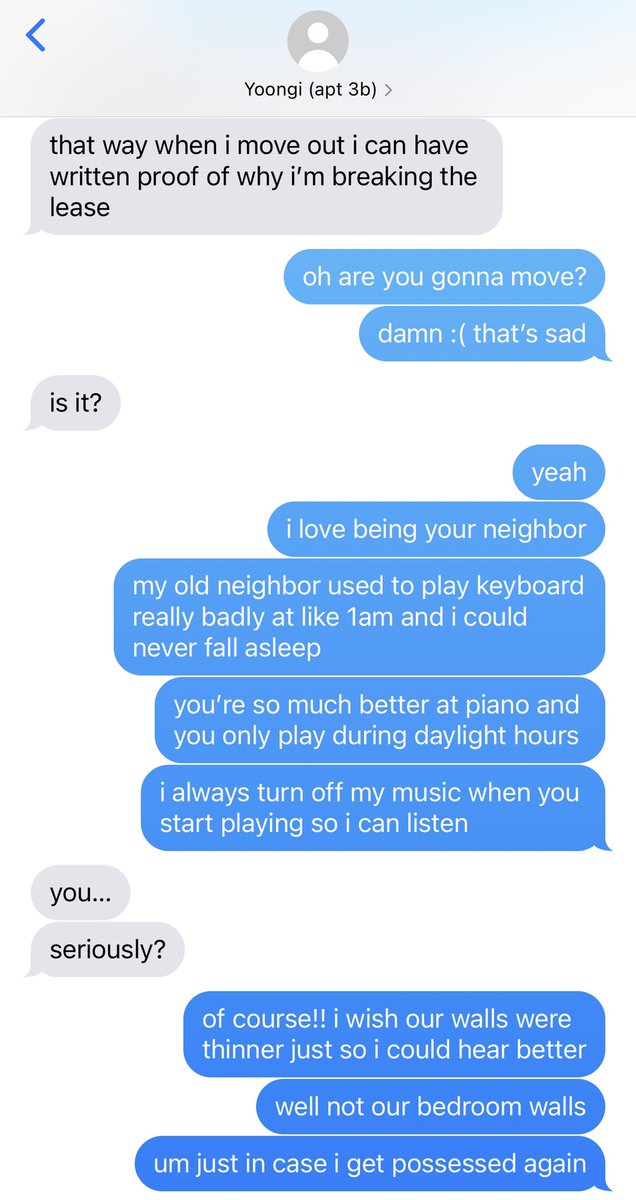 Yoongi (apt 3b)
that way when i move out i can have
written proof of why i’m breaking the
lease
oh are you gonna move?
damn :( that’s sad
is it?
yeah
i love being your neighbor
my old neighbor used to play keyboard
really badly at like 1am and i could
never fall asleep
you’re so much better at piano and
you only play during daylight hours
i always turn off my music when you
start playing so i can listen
you...
seriously?
of course!! i wish our walls were
thinner just so i could hear better
well not our bedroom walls
um just in case i get possessed again